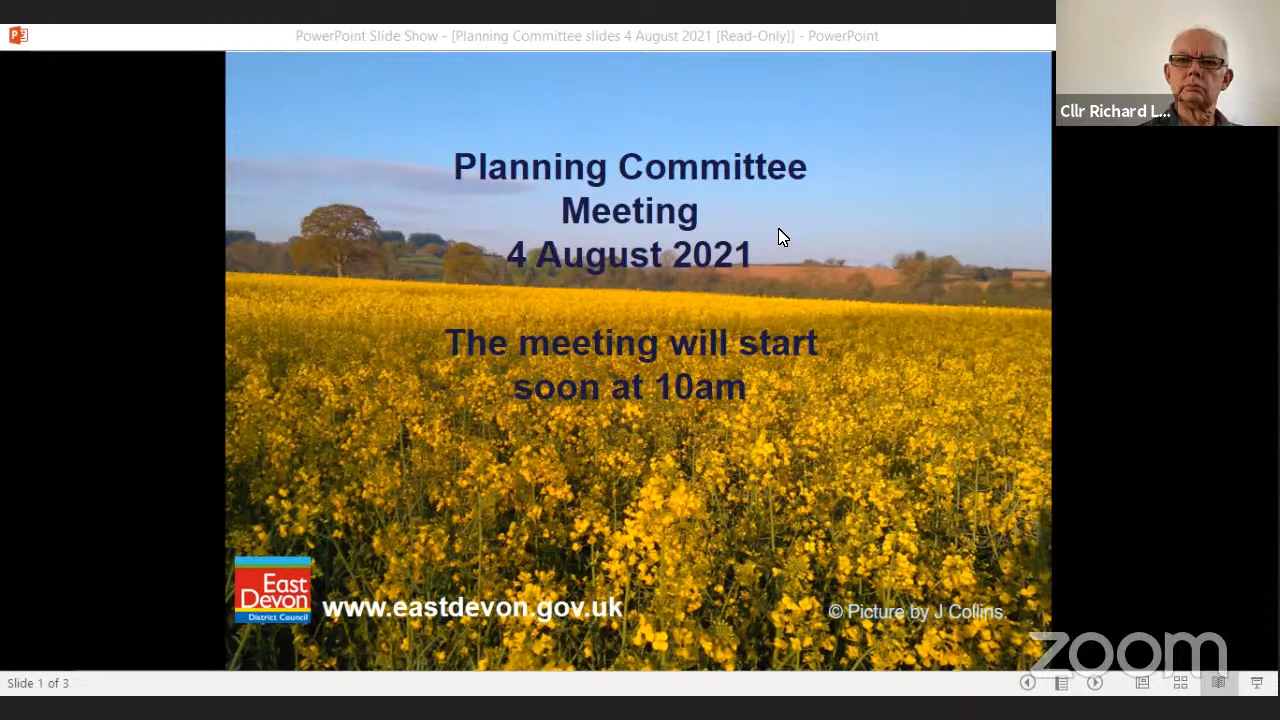 PowerPoint Slide Show - [Planning Committee slides 4 August 2021 [Read-Only]] - PowerPoint
Cllr Richard L...
Planning Committee
Meeting
4 August 2021
The meeting will start
soon at 10am
East
Devon
District Council
www.eastdevon.gov.uk
© Picture by J Collins.
zoom
Slide 1 of 3